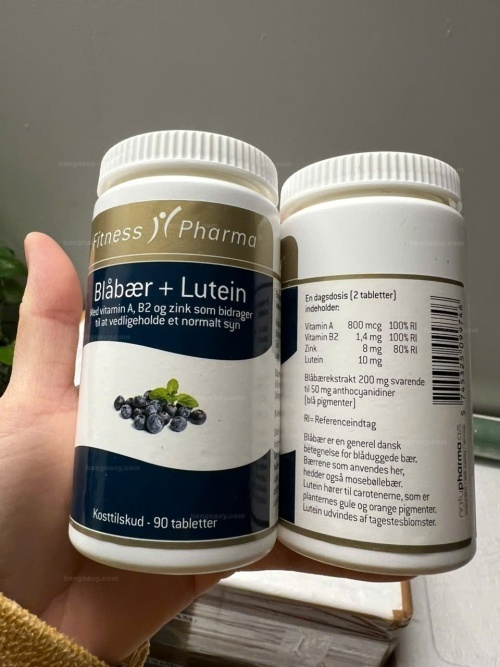 Fitness Pharma
Blåbær + Lutein
Med vitamin A, B2 og zink som bidrager
til at vedligeholde et normalt syn
Kosttilskud - 90 tabletter
En dagsdosis (2 tabletter)
indeholder:
Vitamin A 800 mcg 100% RI
Vitamin B2 1,4 mg 100% RI
Zink 8 mg 80% RI
Lutein 10 mg
Blåbærekstrakt 200 mg svarende
til 50 mg anthocyanidiner
(blå pigmenter)
RI= Referenceindtag
Blåbær er en generel dansk
betegnelse for blåduggede bær.
Bærrene som anvendes her,
hedder også mosebøllebær.
Lutein hører til carotenerne, som er
planternes gule og orange pigmenter.
Lutein udvindes af tagestesblomster.
natupharma a/s
hengnauy.com